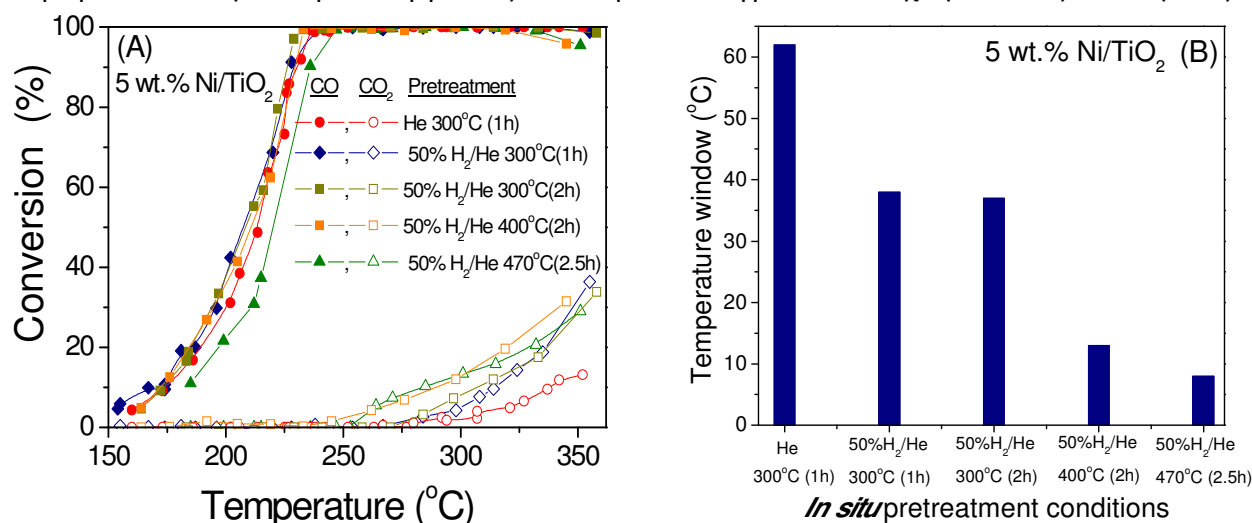 (A)
5 wt.% Ni/TiO2
CO CO2 Pretreatment
, He 300°C (1h)
, 50% H2/He 300°C(1h)
, 50% H2/He 300°C(2h)
, 50% H2/He 400°C(2h)
, 50% H2/He 470°C(2.5h)
Conversion (%)
100
80
60
40
20
0
150 200 250 300 350
Temperature (°C)
5 wt.% Ni/TiO2 (B)
Temperature window (°C)
60
50
40
30
20
10
0
He 50%H2/He 50%H2/He 50%H2/He 50%H2/He
300°C (1h) 300°C (1h) 300°C (2h) 400°C (2h) 470°C (2.5h)
In situ pretreatment conditions